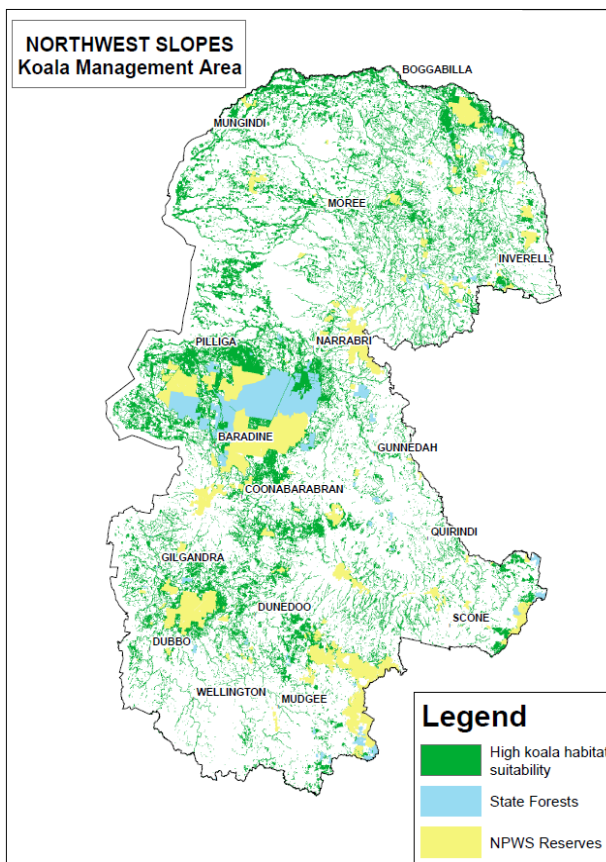 NORTHWEST SLOPES
Koala Management Area
BOGGABILLA
MUNGINDI
MOREE
INVERELL
PILLIGA
NARRABRI
BARADINE
GUNNEDAH
COONABARABRAN
QUIRINDI
GILGANDRA
DUNEDOO
SCONE
DUBBO
WELLINGTON
MUDGEE
Legend
High koala habitat
suitability
State Forests
NPWS Reserves